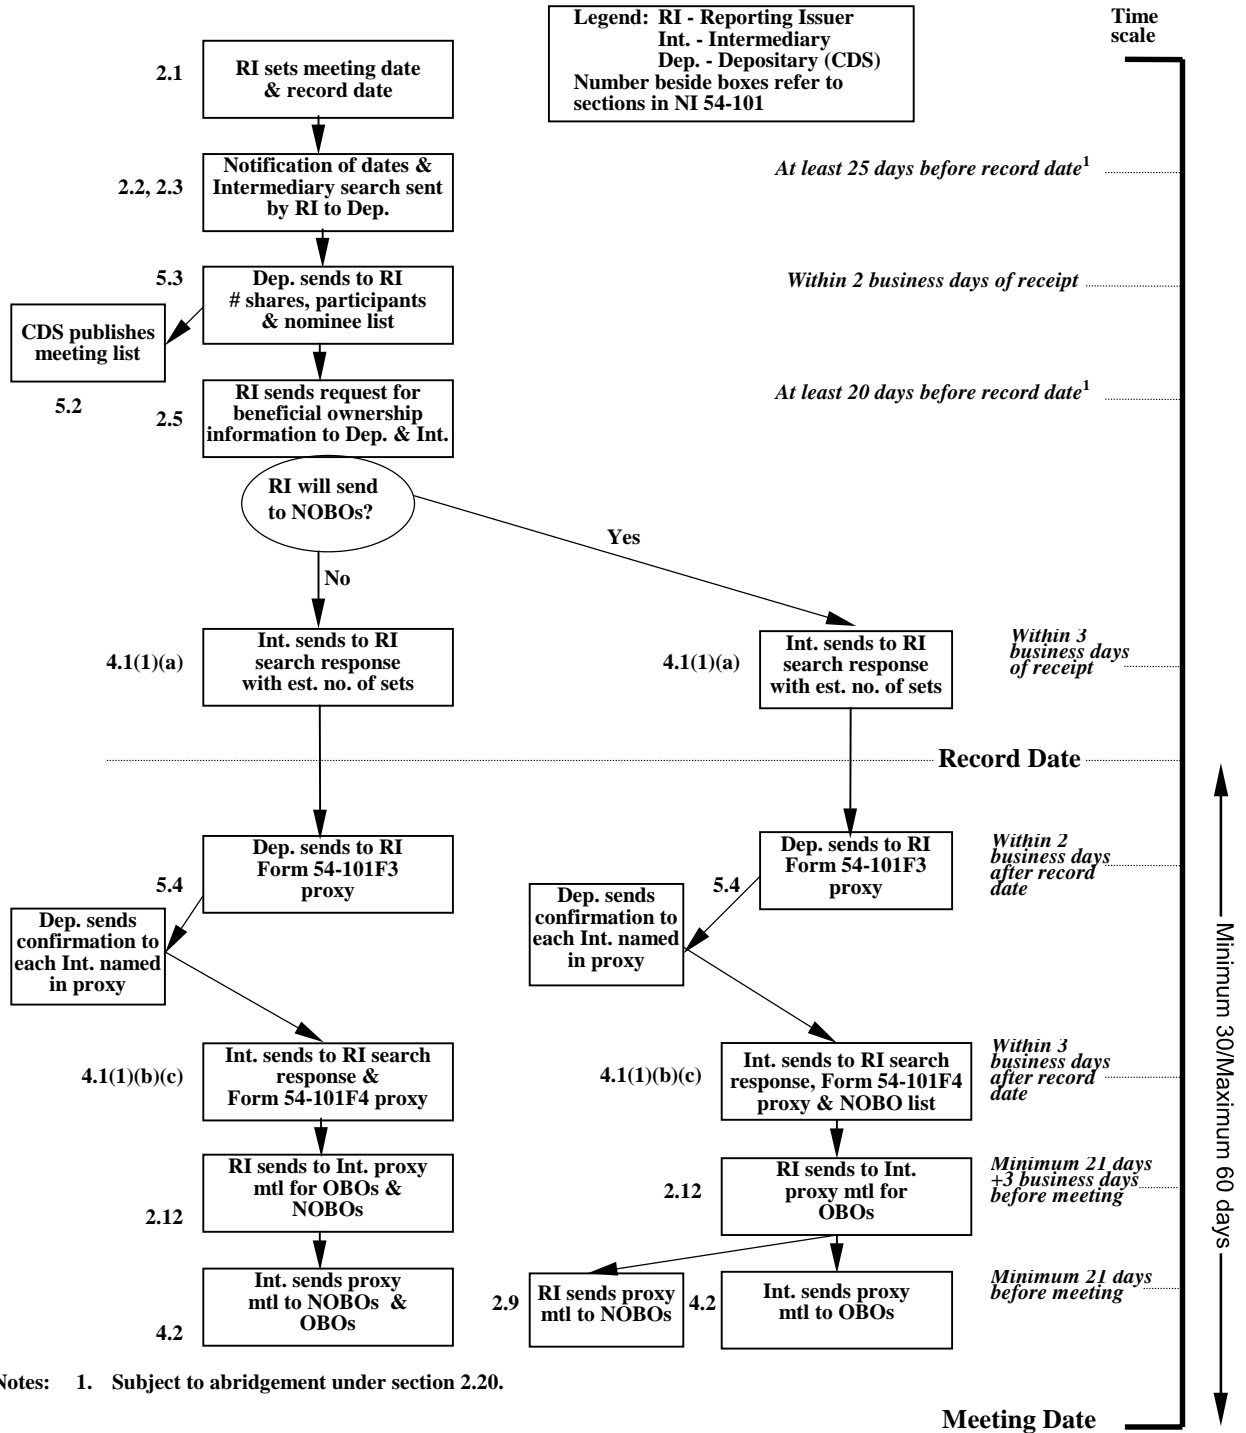 Legend: RI - Reporting Issuer
Int. - Intermediary
Dep. - Depositary (CDS)
Number beside boxes refer to
sections in NI 54-101
Time
scale
2.1
RI sets meeting date
& record date
2.2, 2.3
Notification of dates &
Intermediary search sent
by RI to Dep.
At least 25 days before record date1
5.3
Dep. sends to RI
# shares, participants
& nominee list
Within 2 business days of receipt
CDS publishes
meeting list
5.2
2.5
RI sends request for
beneficial ownership
information to Dep. & Int.
At least 20 days before record date1
RI will send
to NOBOs?
Yes
No
4.1(1)(a)
Int. sends to RI
search response
with est. no. of sets
4.1(1)(a)
Int. sends to RI
search response
with est. no. of sets
Within 3
business days
of receipt
Record Date
Dep. sends to RI
Form 54-101F3
proxy
5.4
Dep. sends
confirmation to
each Int. named
in proxy
Dep. sends to RI
Form 54-101F3
proxy
5.4
Dep. sends
confirmation to
each Int. named
in proxy
Within 2
business days
after record
date
4.1(1)(b)(c)
Int. sends to RI search
response &
Form 54-101F4 proxy
4.1(1)(b)(c)
Int. sends to RI search
response, Form 54-101F4
proxy & NOBO list
Within 3
business days
after record
date
2.12
RI sends to Int. proxy
mtl for OBOs &
NOBOs
2.12
RI sends to Int.
proxy mtl for
OBOs
Minimum 21 days
+3 business days
before meeting
4.2
Int. sends proxy
mtl to NOBOs &
OBOs
2.9
RI sends proxy
mtl to NOBOs
4.2
Int. sends proxy
mtl to OBOs
Minimum 21 days
before meeting
Minimum 30/Maximum 60 days
Notes: 1. Subject to abridgement under section 2.20.
Meeting Date